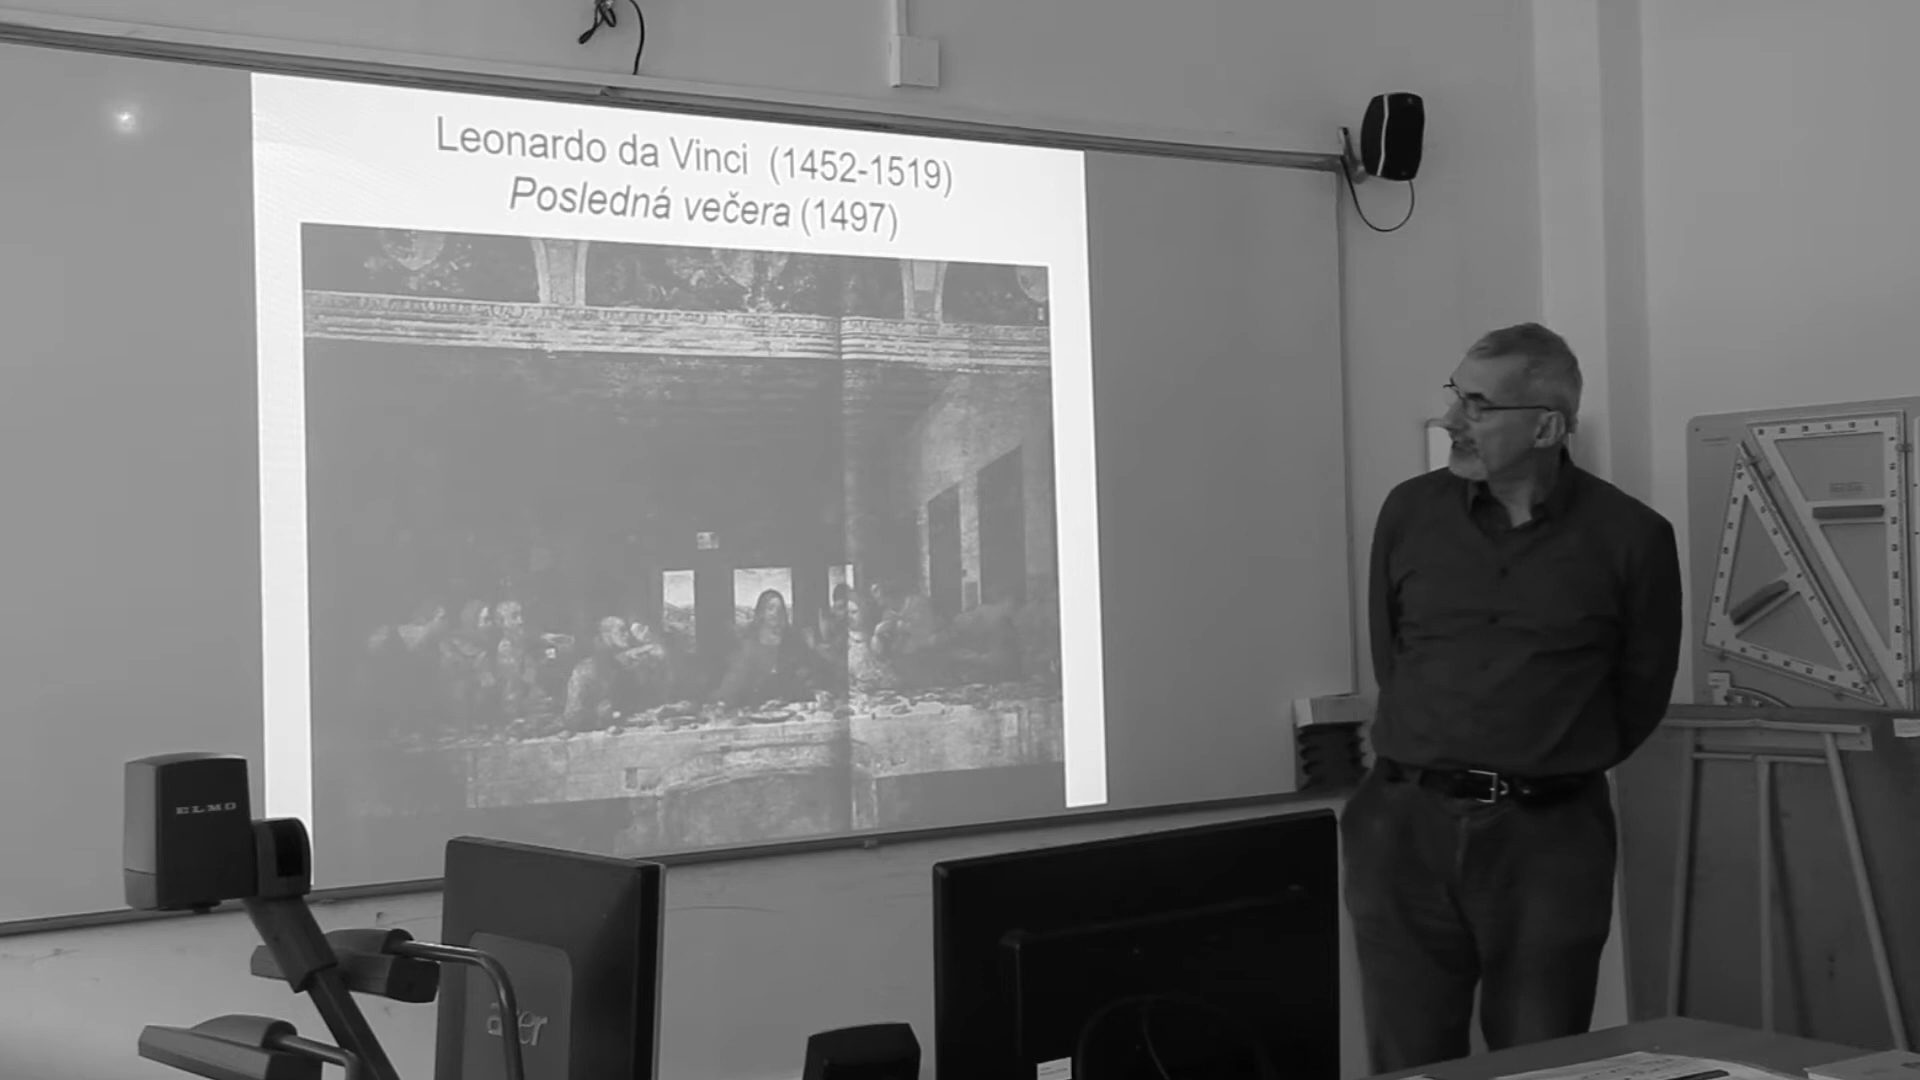 Leonardo da Vinci (1452-1519)
Posledná večera (1497)
ELMO
acer